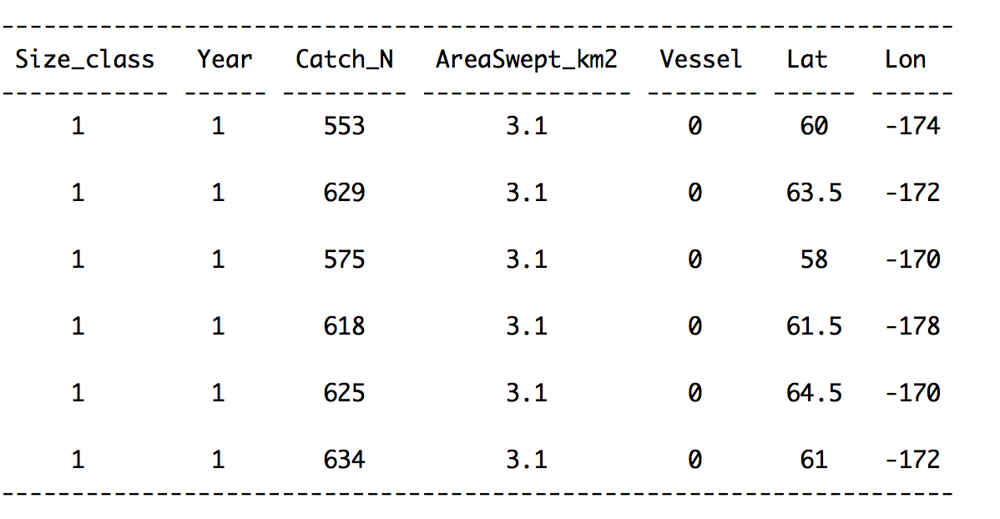 --------------------------------------------------------------------
 Size_class   Year   Catch_N   AreaSwept_km2   Vessel   Lat    Lon
------------ ------ --------- --------------- -------- ------ ------
     1         1       553          3.1          0       60    -174
     1         1       629          3.1          0      63.5   -172
     1         1       575          3.1          0       58    -170
     1         1       618          3.1          0      61.5   -178
     1         1       625          3.1          0      64.5   -170
     1         1       634          3.1          0       61    -172
--------------------------------------------------------------------